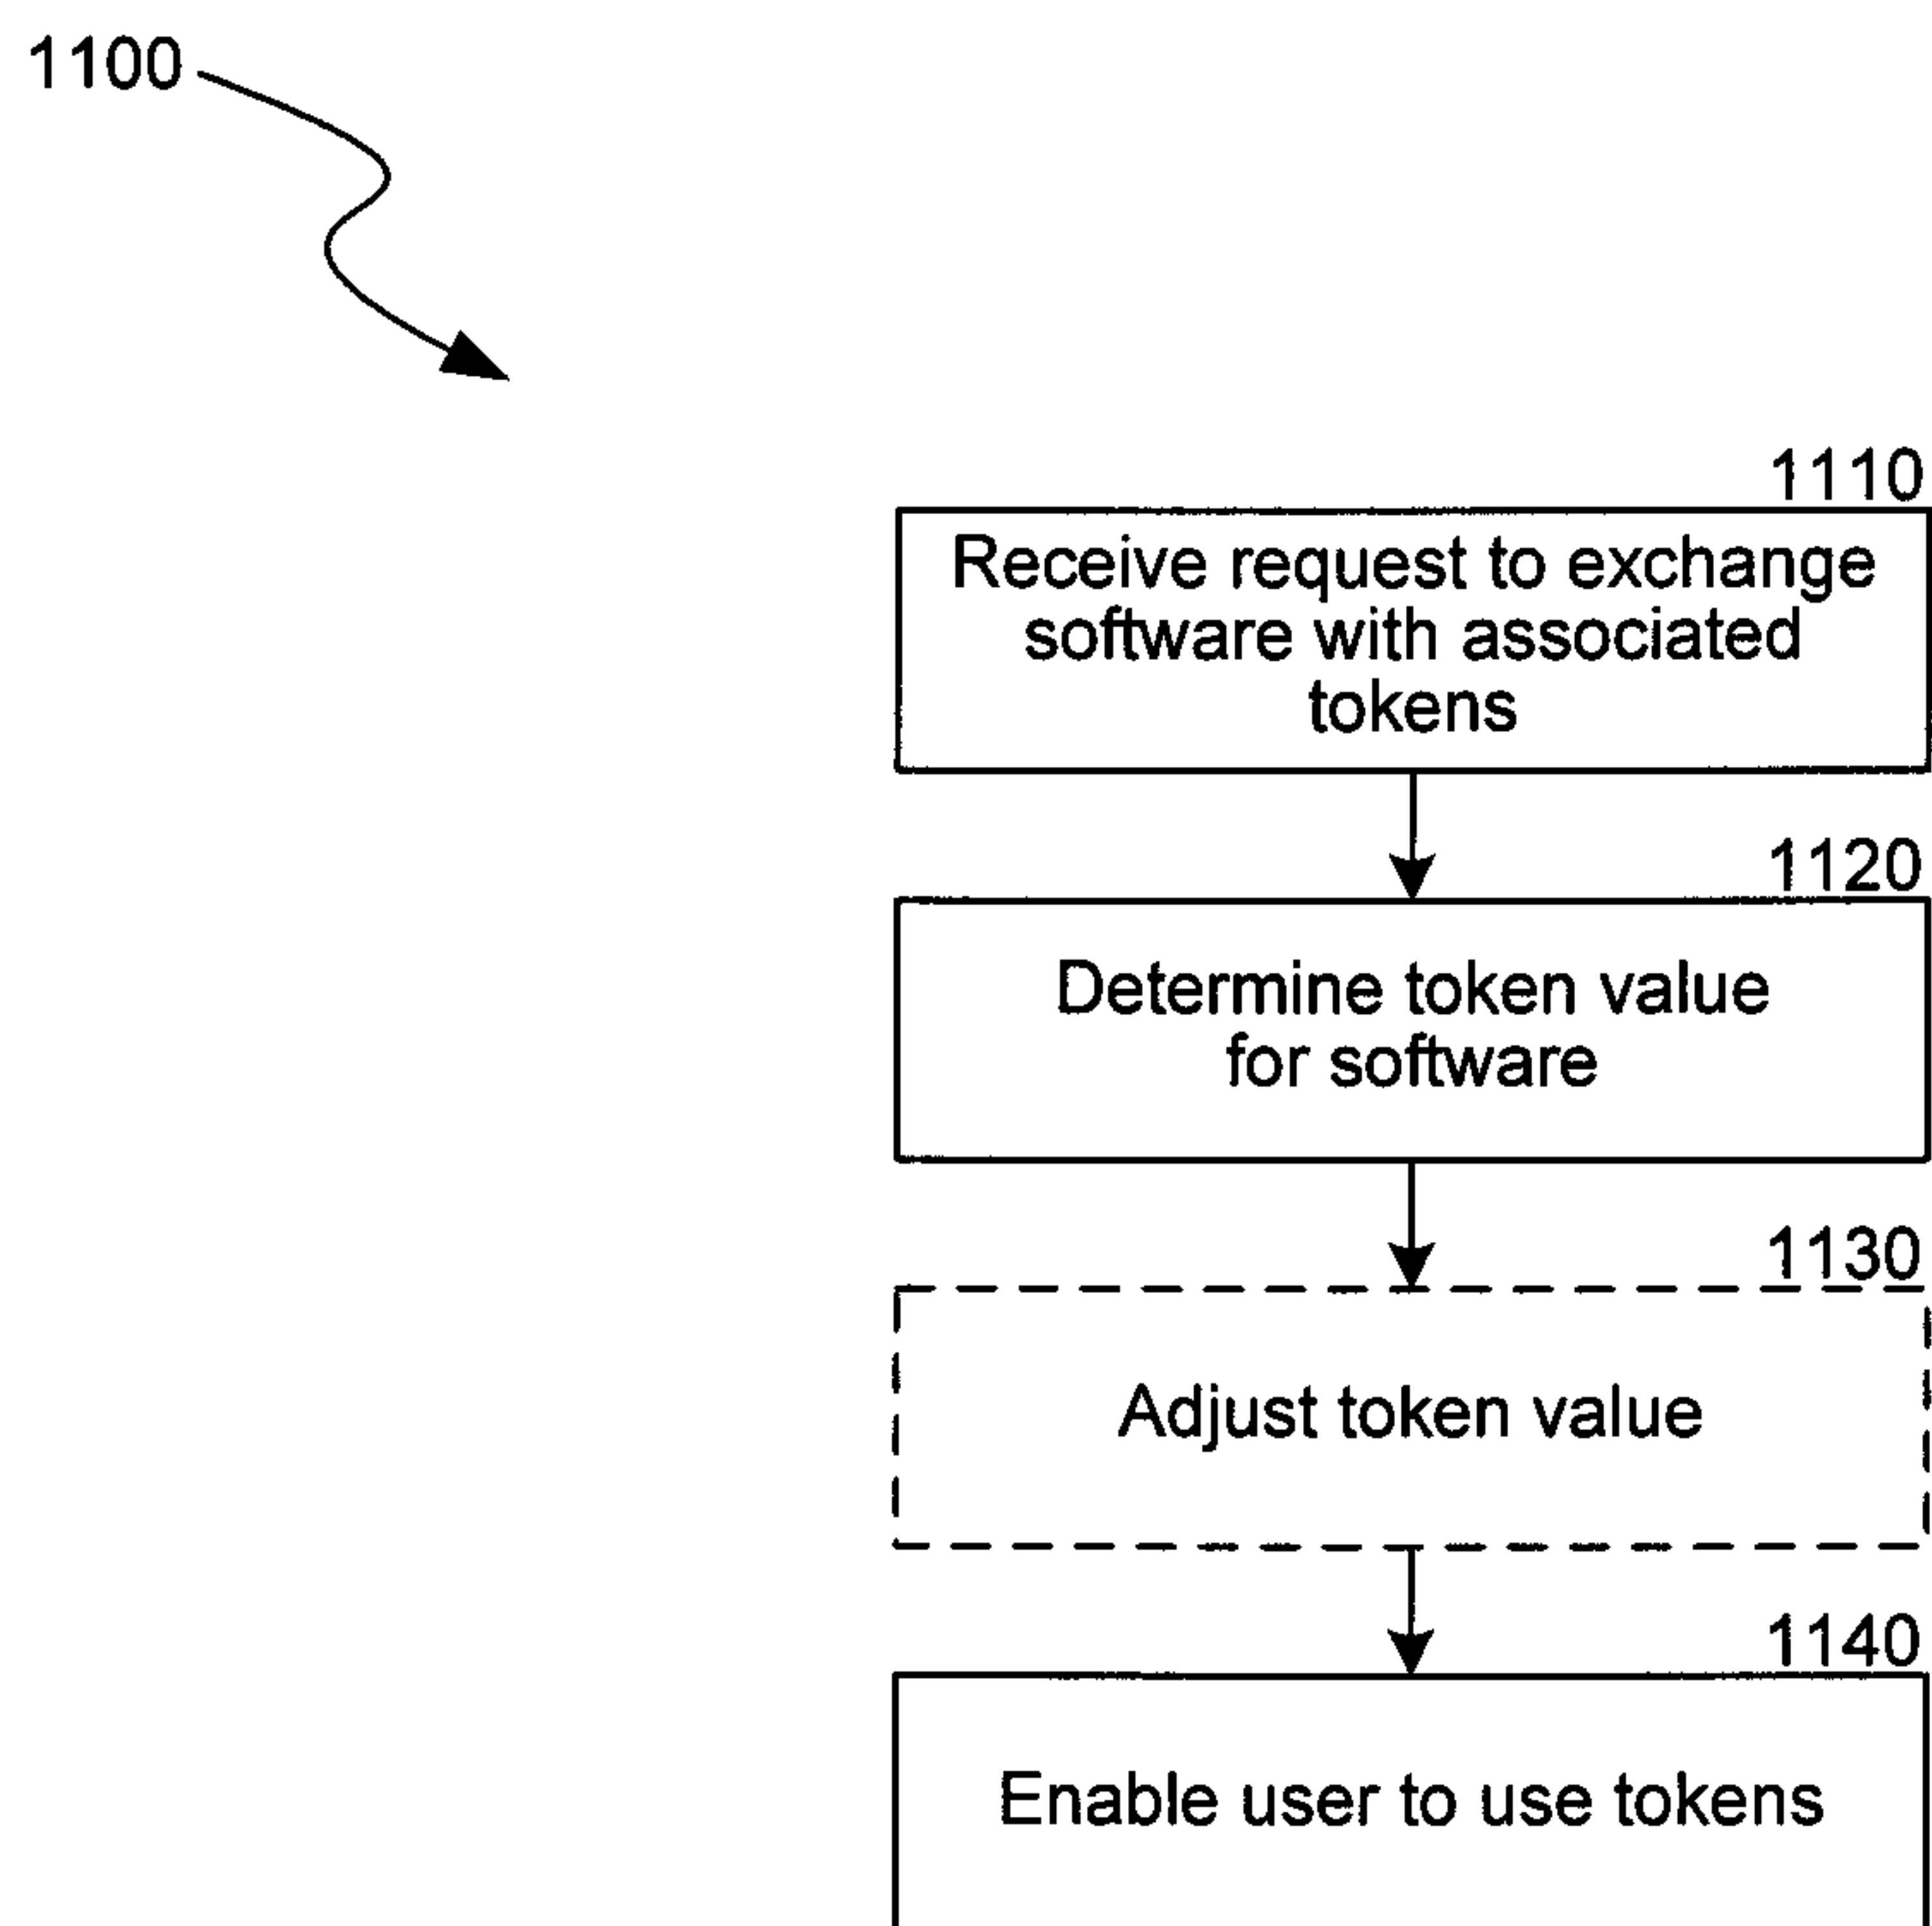 1100
1110
Receive request to exchange
software with associated
tokens
1120
Determine token value
for software
1130
Adjust token value
1140
Enable user to use tokens